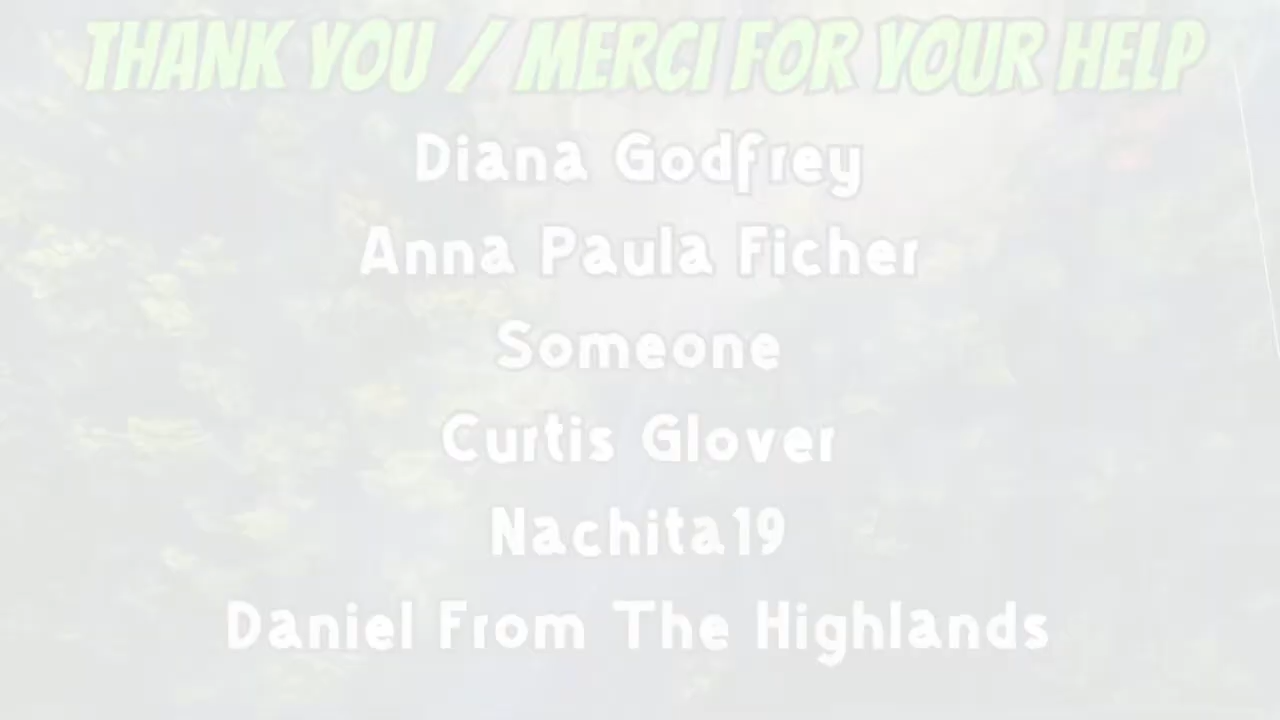 THANK YOU / MERCI FOR YOUR HELP
Diana Godfrey
Anna Paula Ficher
Someone
Curtis Glover
Nachita19
Daniel From The Highlands